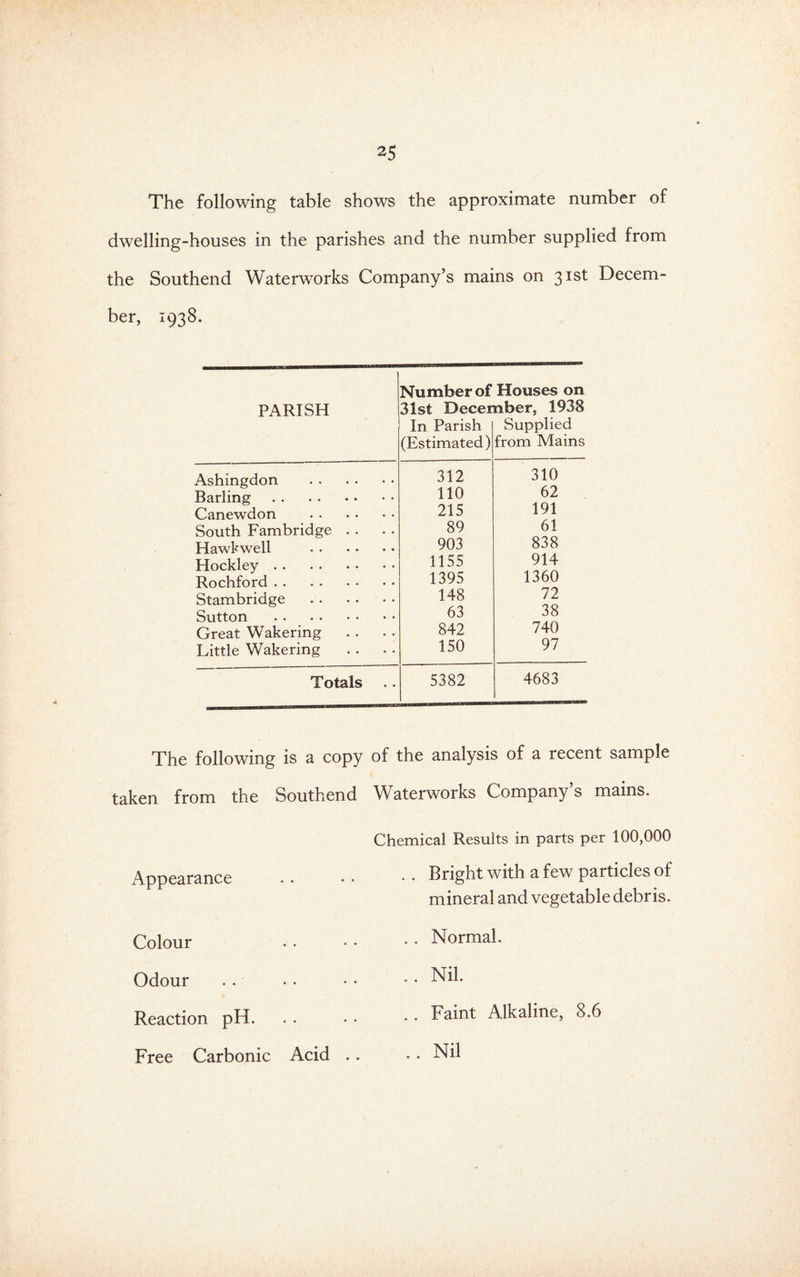 25
The following table shows the approximate number of
dwelling-houses in the parishes and the number supplied from
the Southend Waterworks Company's mains on 31st Decem-
ber, 1938.
PARISH
Number of Houses on
31st December, 1938
In Parish Supplied
(Estimated) from Mains
Ashingdon .. .. .. 312 310
Barling .. .. .. .. 110 62
Canewdon .. .. .. 215 191
South Fambridge .. .. 89 61
Hawkwell .. .. .. 903 838
Hockley .. .. .. .. 1155 914
Rochford .. .. .. .. 1395 1360
Stambridge .. .. .. 148 72
Sutton .. .. .. .. 63 38
Great Wakering .. .. 842 740
Little Wakering .. .. 150 97
Totals .. 5382 4683
The following is a copy of the analysis of a recent sample
taken from the Southend Waterworks Company's mains.
Chemical Results in parts per 100,000
Appearance .. .. .. Bright with a few particles of
mineral and vegetable debris.
Colour .. .. .. Normal.
Odour .. .. .. .. Nil.
Reaction pH. .. .. .. Faint Alkaline, 8.6
Free Carbonic Acid .. .. Nil